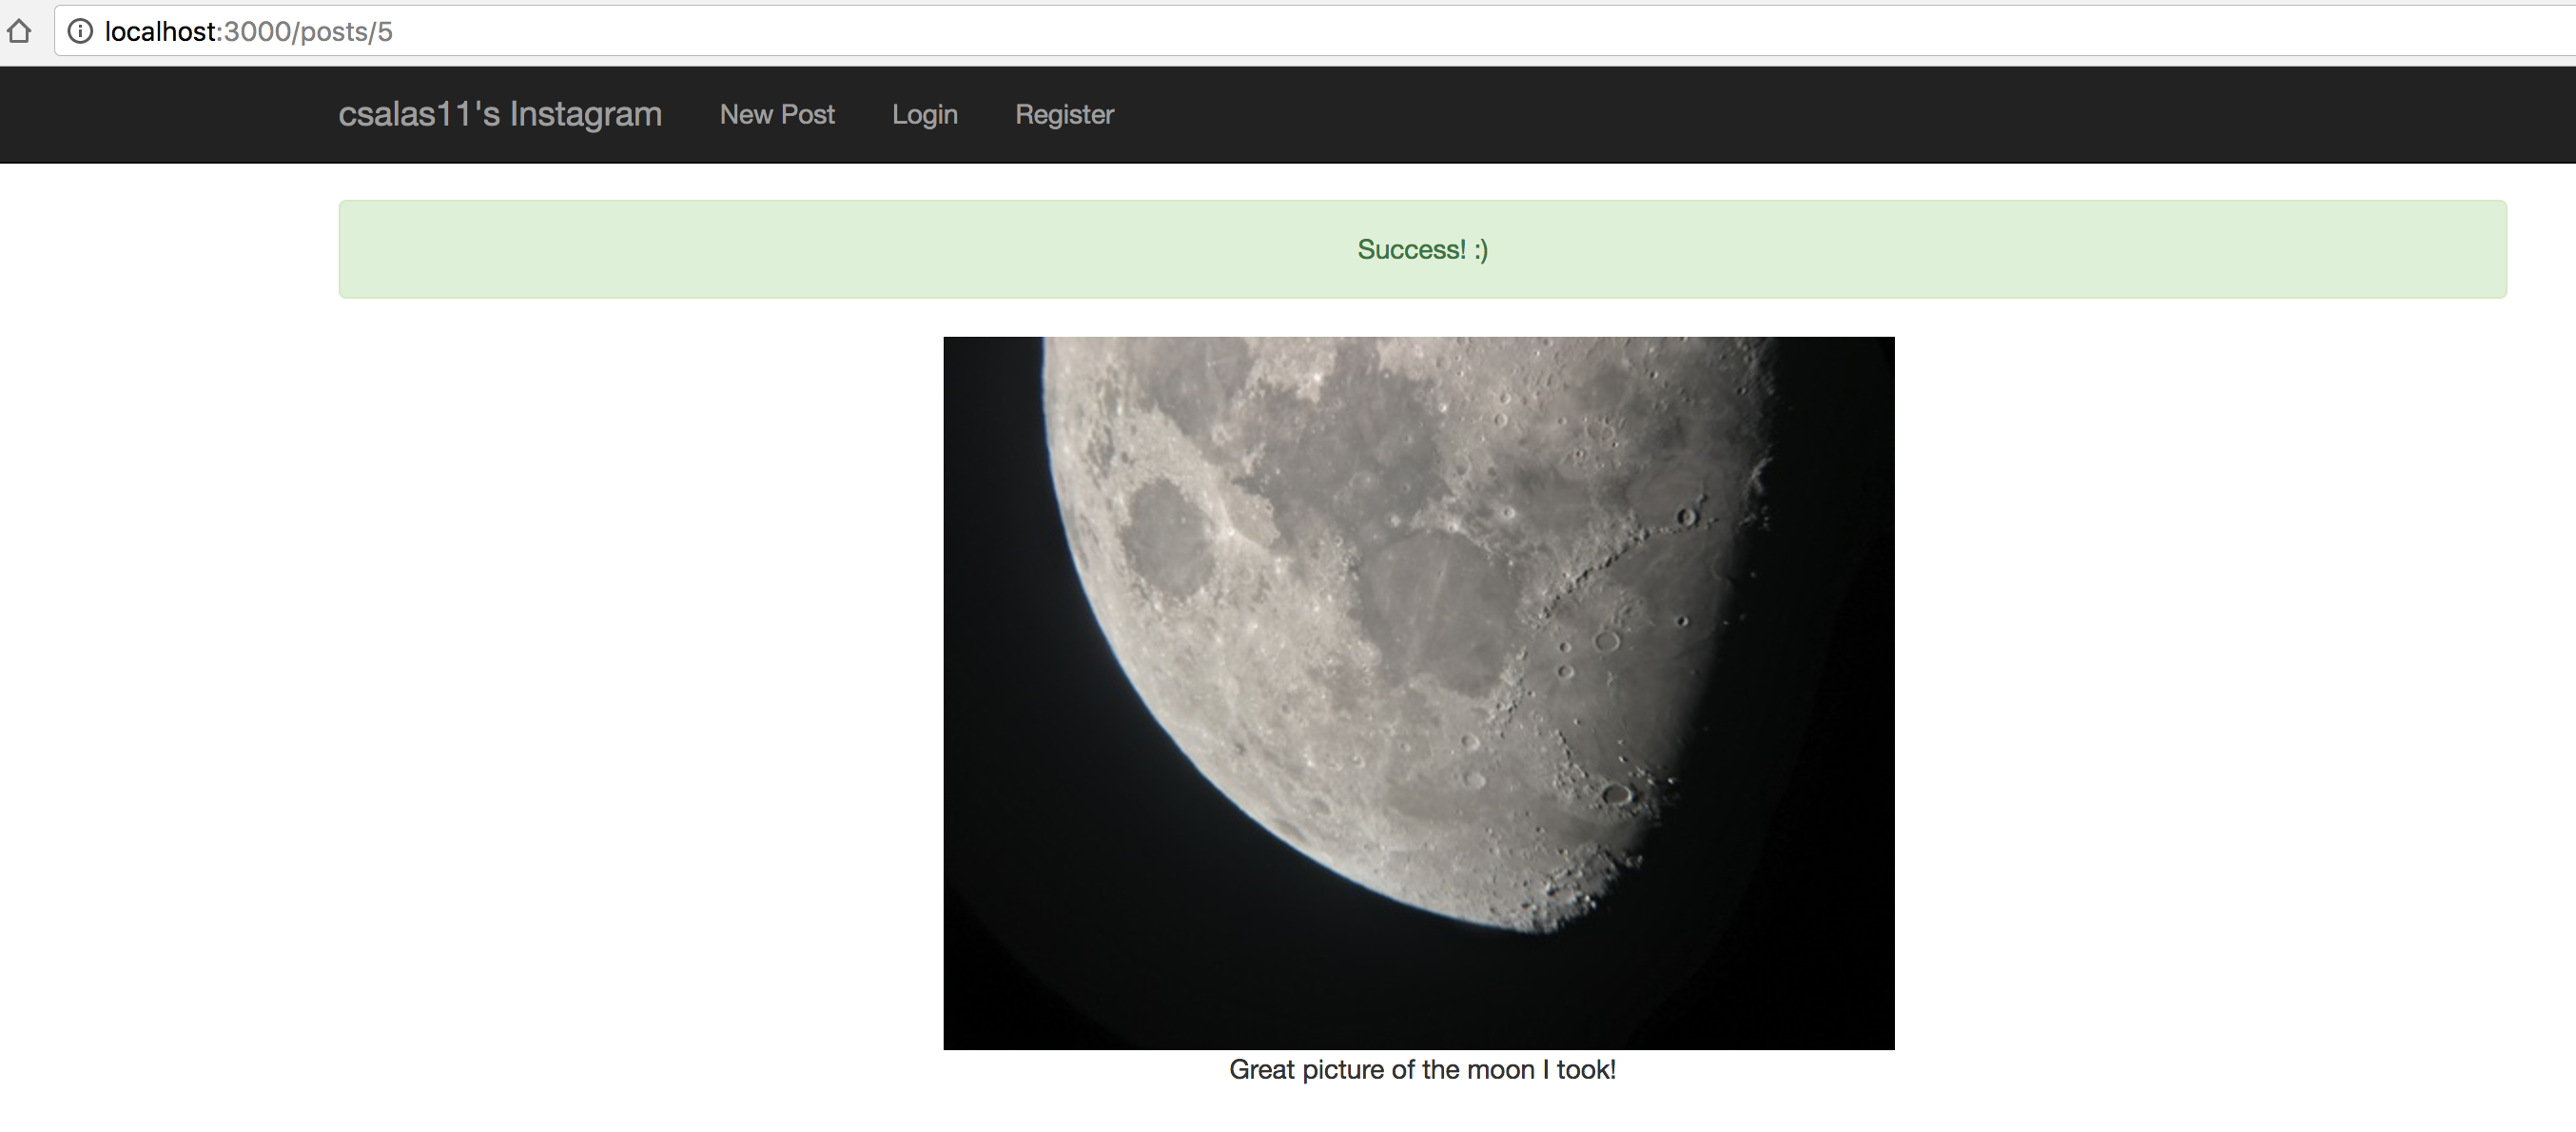 localhost:3000/posts/5
csalas11's Instagram New Post Login Register
Success! :)
Great picture of the moon I took!